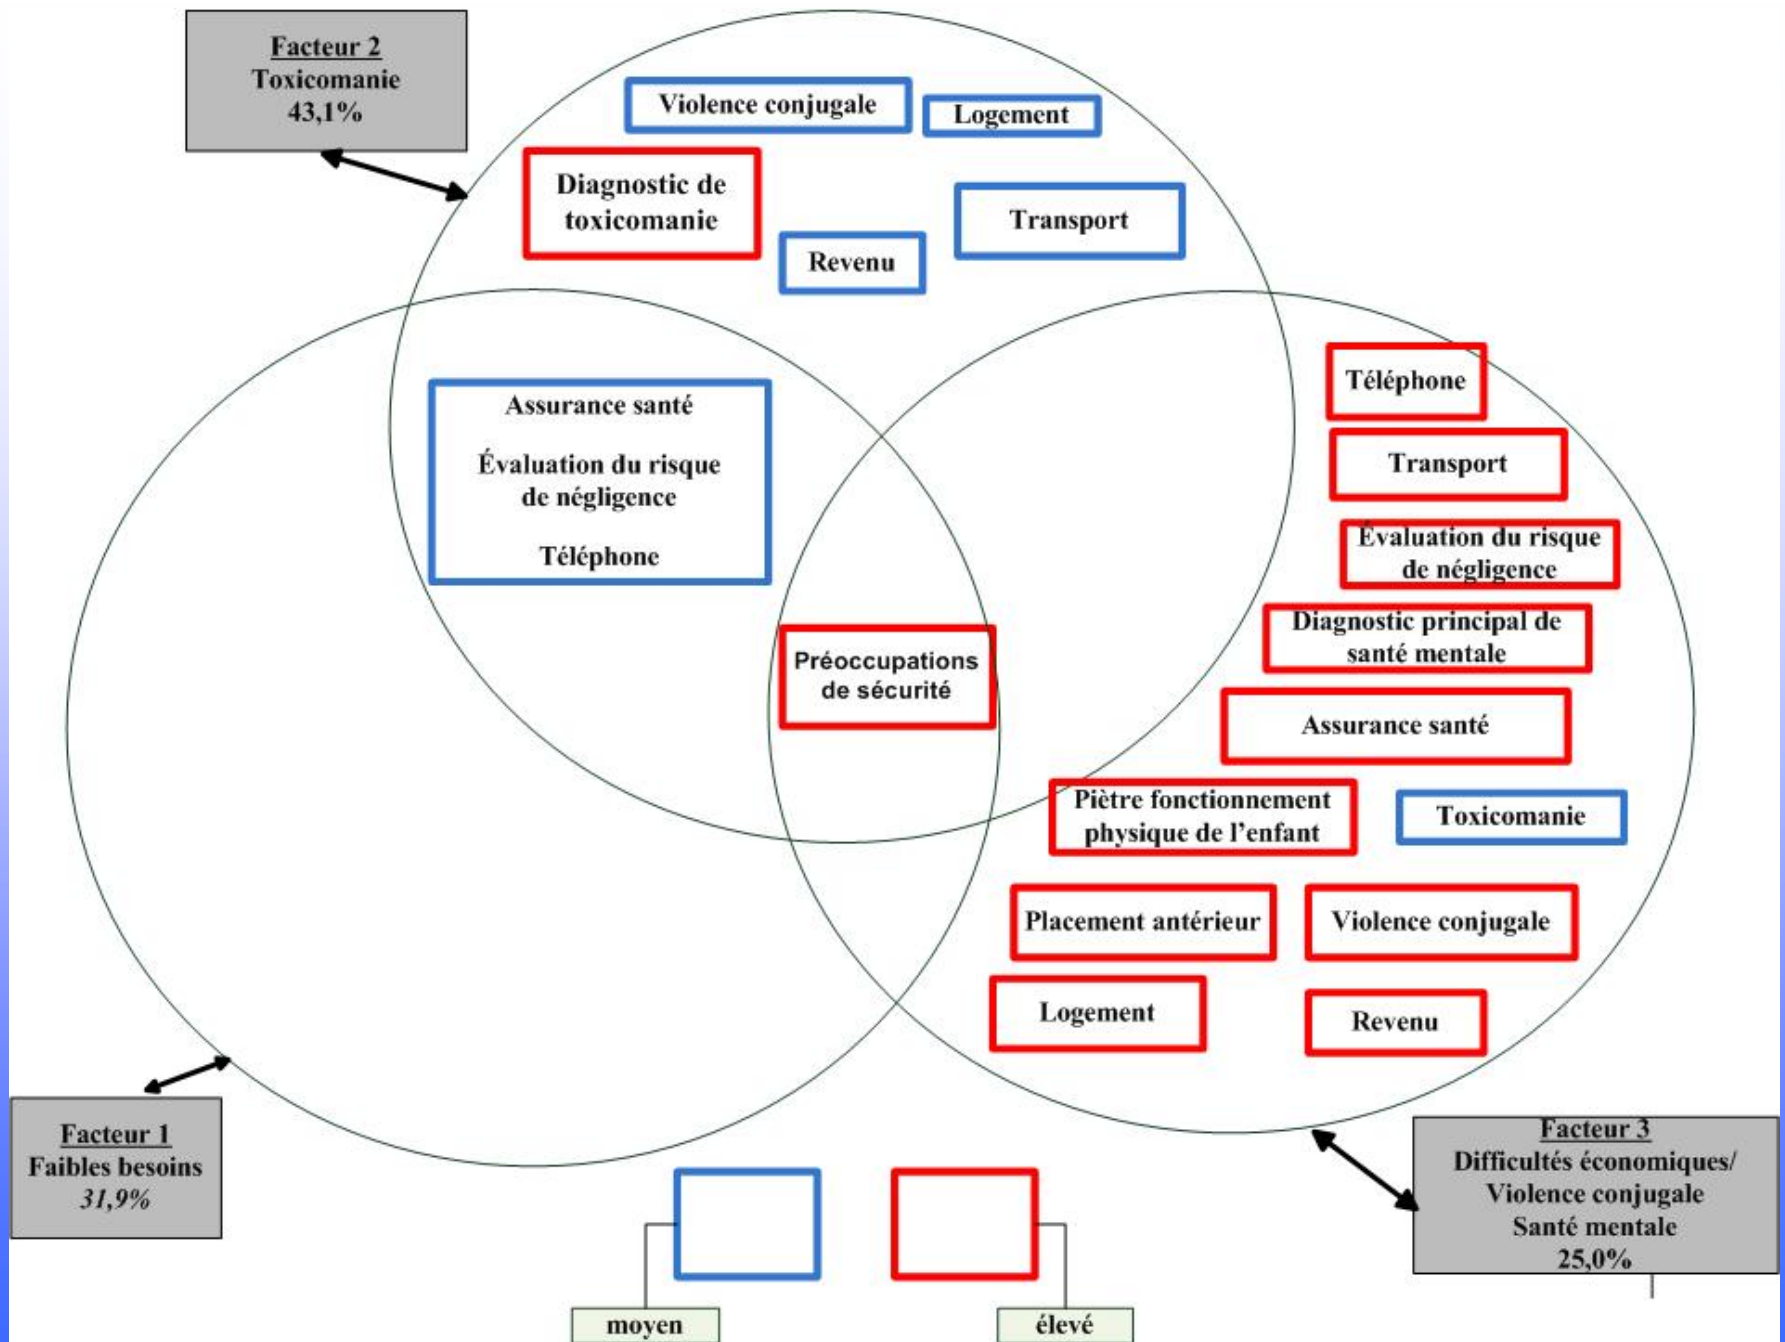 Facteur 2
Toxicomanie
43,1%
Violence conjugale
Logement
Diagnostic de
toxicomanie
Transport
Revenu
Assurance santé
Évaluation du risque
de négligence
Téléphone
Préoccupations
de sécurité
Téléphone
Transport
Évaluation du risque
de négligence
Diagnostic principal de
santé mentale
Assurance santé
Piètre fonctionnement
physique de l’enfant
Toxicomanie
Placement antérieur
Violence conjugale
Logement
Revenu
Facteur 1
Faibles besoins
31,9%
Facteur 3
Difficultés économiques/
Violence conjugale
Santé mentale
25,0%
moyen
élevé